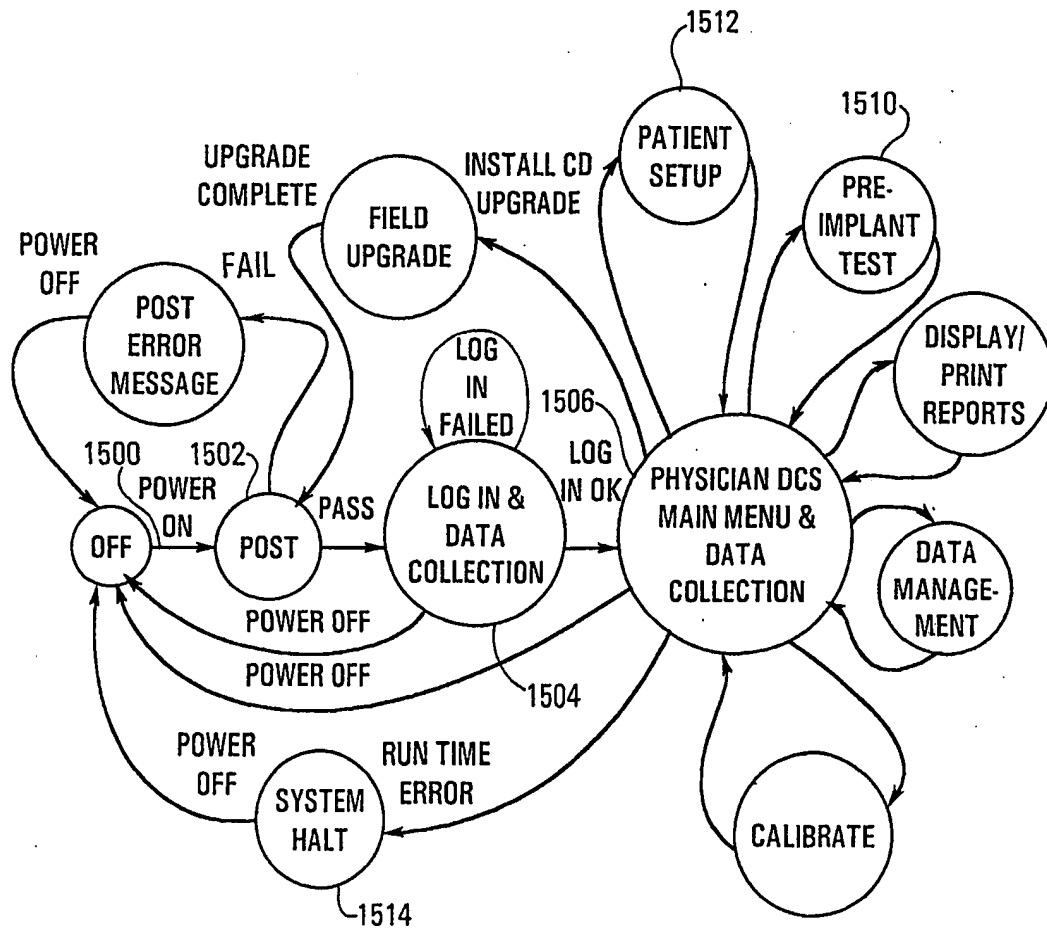 1512
1510
PATIENT
SETUP
PRE-
IMPLANT
TEST
UPGRADE
COMPLETE
INSTALL CD
UPGRADE
FIELD
UPGRADE
POWER
OFF
FAIL
POST
ERROR
MESSAGE
DISPLAY/
PRINT
REPORTS
LOG
IN
FAILED
1506
LOG
IN OK
1500
POWER
ON
1502
OFF
POST
PASS
LOG IN &
DATA
COLLECTION
PHYSICIAN DCS
MAIN MENU &
DATA
COLLECTION
DATA
MANAGE-
MENT
POWER OFF
POWER OFF
1504
POWER
OFF
RUN TIME
ERROR
SYSTEM
HALT
1514
CALIBRATE